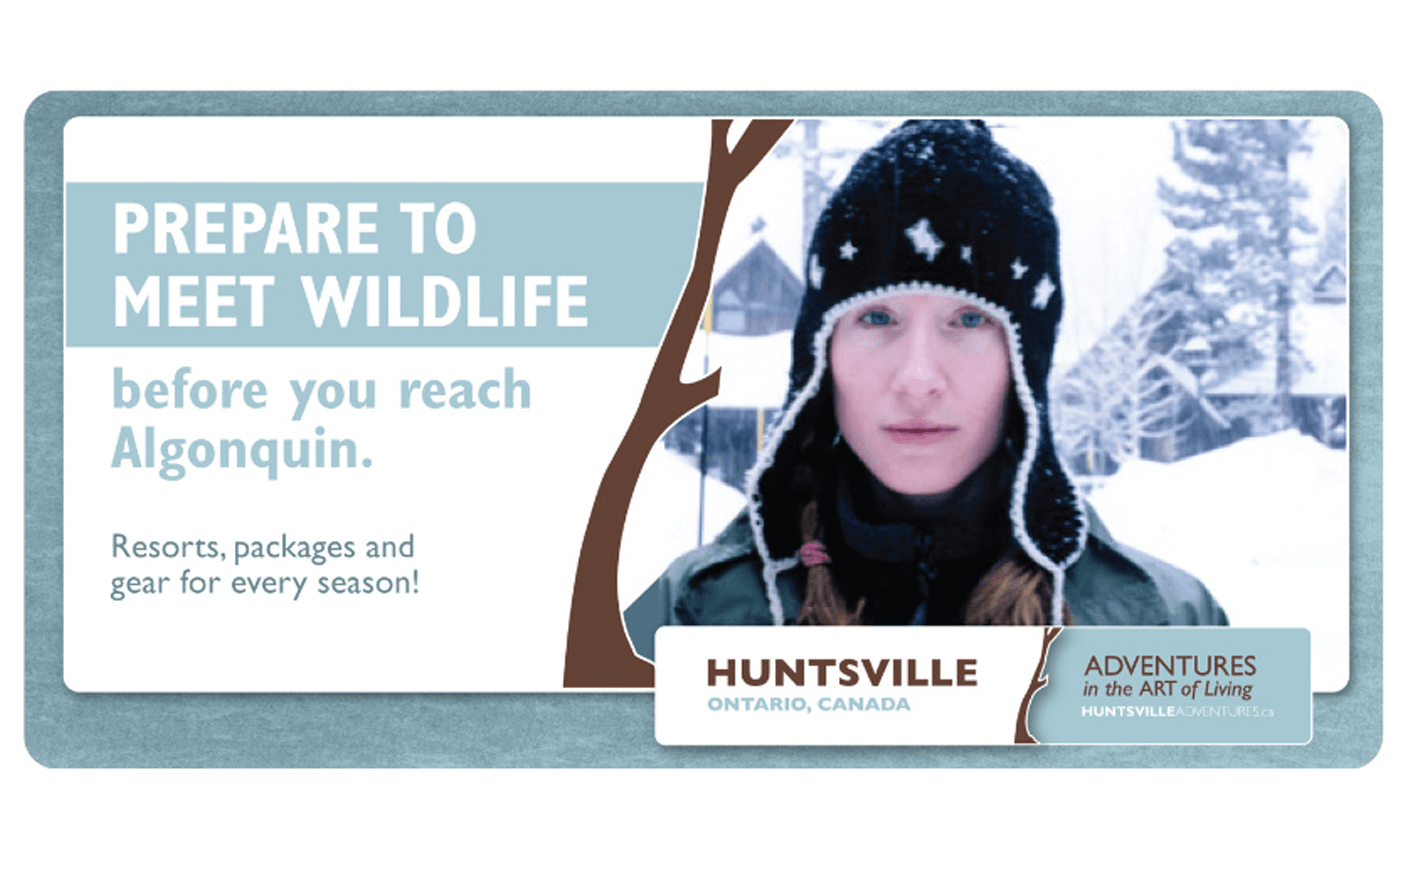 PREPARE TO
MEET WILDLIFE
before you reach
Algonquin.
Resorts, packages and
gear for every season!
HUNTSVILLE
ONTARIO, CANADA
ADVENTURES
in the ART of Living
HUNTSVILLEADVENTURES.ca